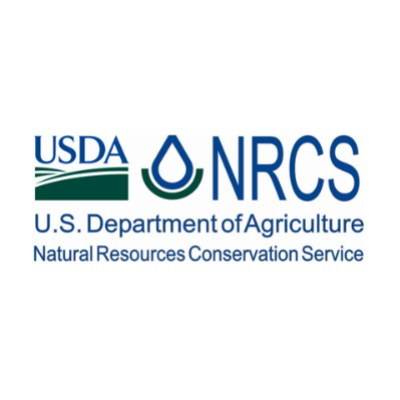 USDA NRCS
U.S. Department of Agriculture
Natural Resources Conservation Service